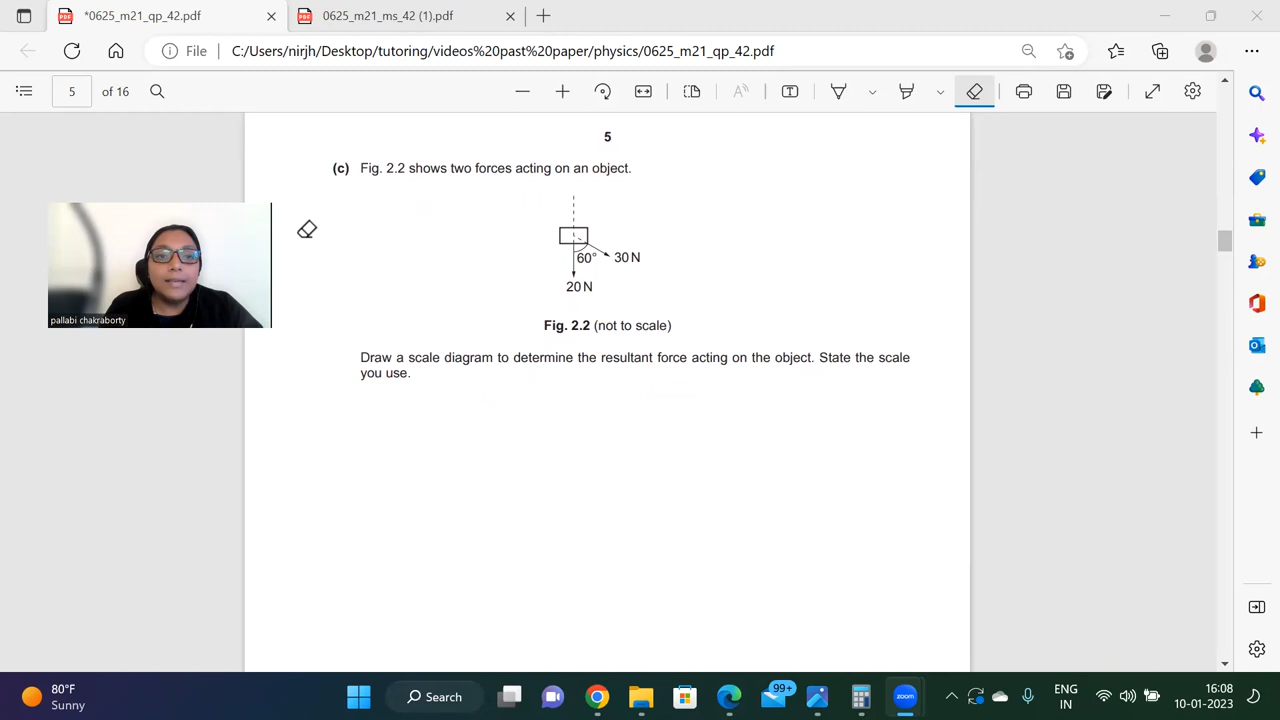 *0625_m21_qp_42.pdf
0625_m21_ms_42 (1).pdf
File
C:/Users/nirjh/Desktop/tutoring/videos%20past%20paper/physics/0625_m21_qp_42.pdf
5 of 16
5
(c) Fig. 2.2 shows two forces acting on an object.
60° 30 N
20 N
Fig. 2.2 (not to scale)
Draw a scale diagram to determine the resultant force acting on the object. State the scale
you use.
pallabi chakraborty
80°F
Sunny
Search
99+
zoom
ENG
IN
16:08
10-01-2023